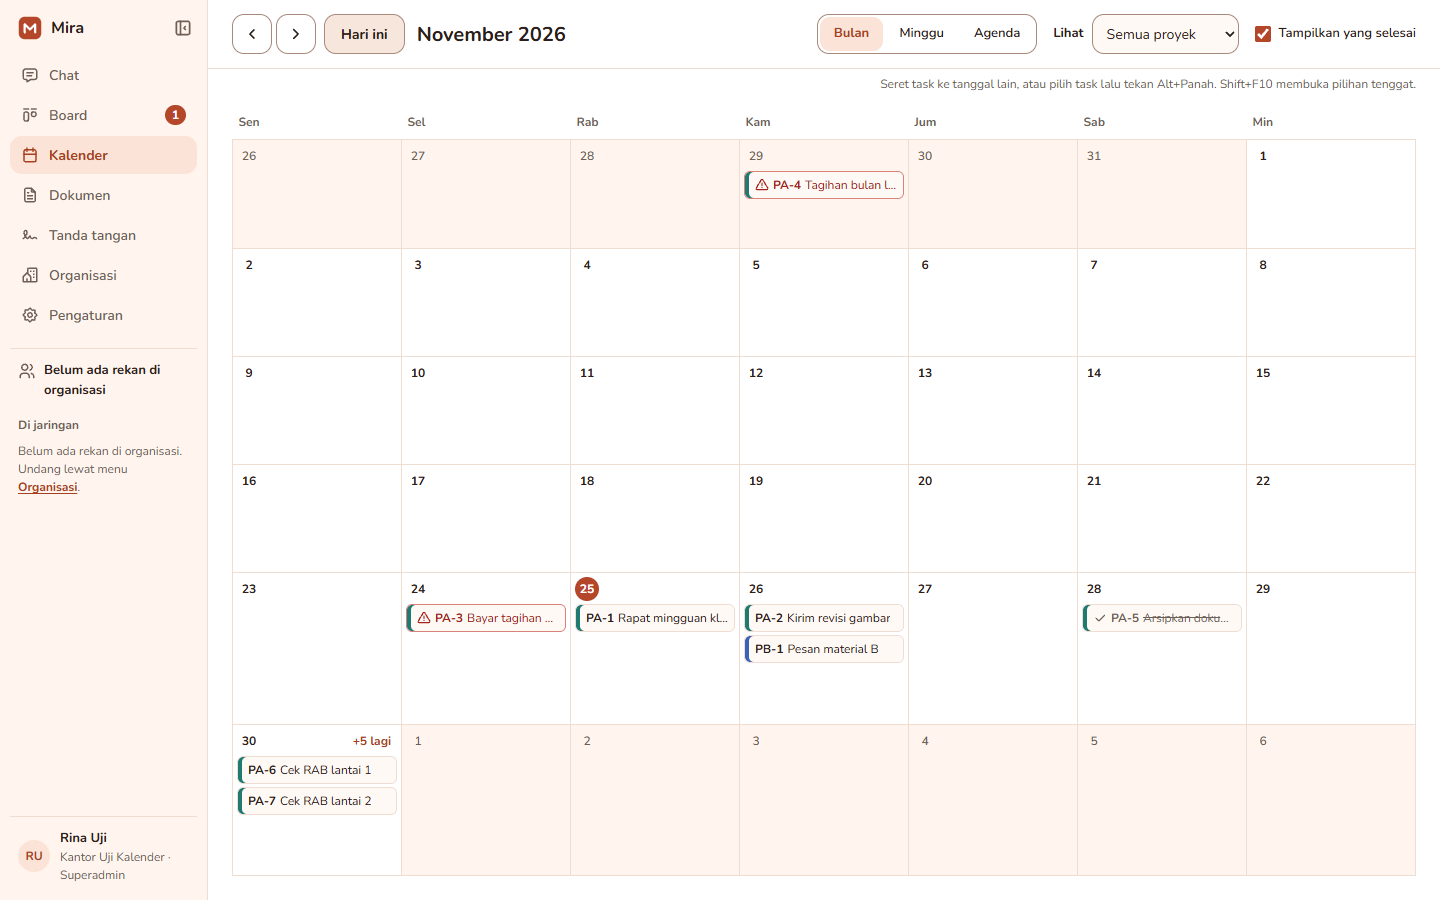 Mira
Chat
Board 1
Kalender
Dokumen
Tanda tangan
Organisasi
Pengaturan
Belum ada rekan di
organisasi
Di jaringan
Belum ada rekan di organisasi.
Undang lewat menu
Organisasi.
RU
Rina Uji
Kantor Uji Kalender ·
Superadmin
Hari ini November 2026
Bulan Minggu Agenda Lihat Semua proyek Tampilkan yang selesai
Seret task ke tanggal lain, atau pilih task lalu tekan Alt+Panah. Shift+F10 membuka pilihan tenggat.
Sen Sel Rab Kam Jum Sab Min
26 27 28 29 30 31 1
PA-4 Tagihan bulan l...
2 3 4 5 6 7 8
9 10 11 12 13 14 15
16 17 18 19 20 21 22
23 24 25 26 27 28 29
PA-3 Bayar tagihan ... PA-1 Rapat mingguan kl... PA-2 Kirim revisi gambar PA-5 Arsipkan doku...
PB-1 Pesan material B
30 +5 lagi 1 2 3 4 5 6
PA-6 Cek RAB lantai 1
PA-7 Cek RAB lantai 2